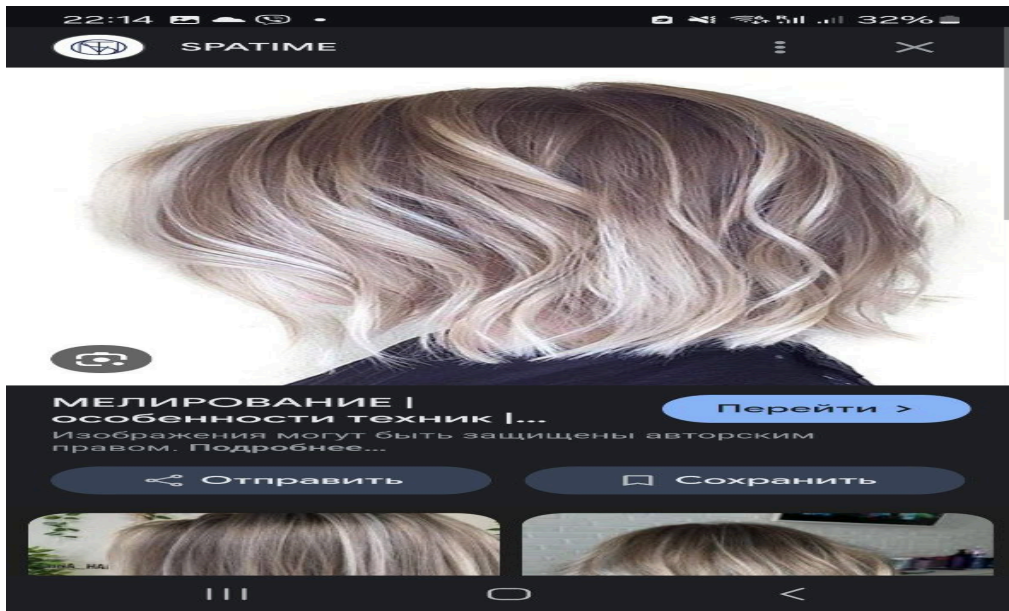 22:14
32%
SPATIME
МЕЛИРОВАНИЕ |
особенности техник |...
Перейти >
Изображения могут быть защищены авторским
правом. Подробнее...
Отправить
Сохранить